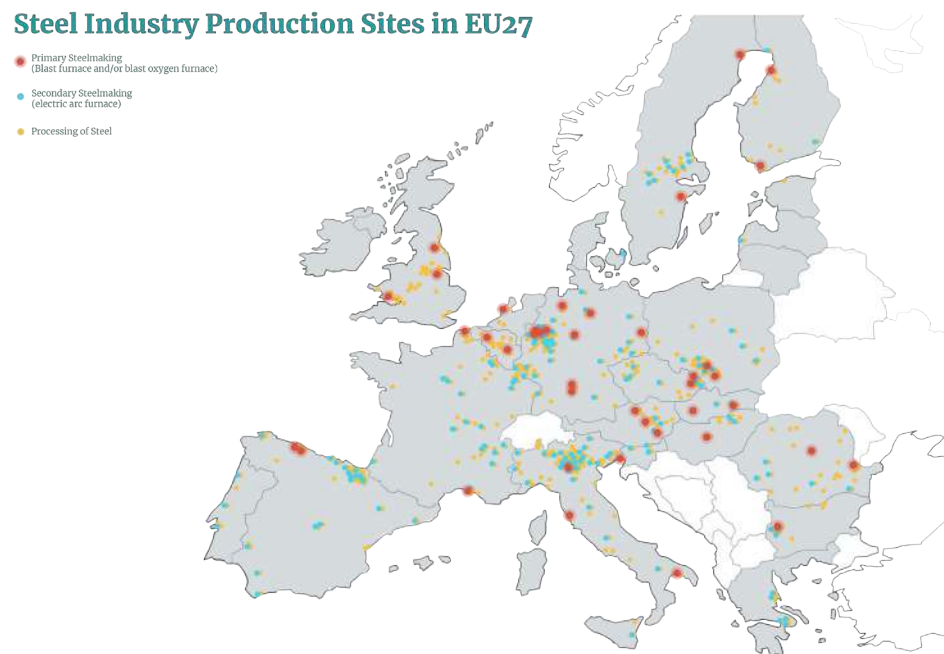 Steel Industry Production Sites in EU27
Primary Steelmaking
(Blast furnace and/or blast oxygen furnace)
Secondary Steelmaking
(electric arc furnace)
Processing of Steel